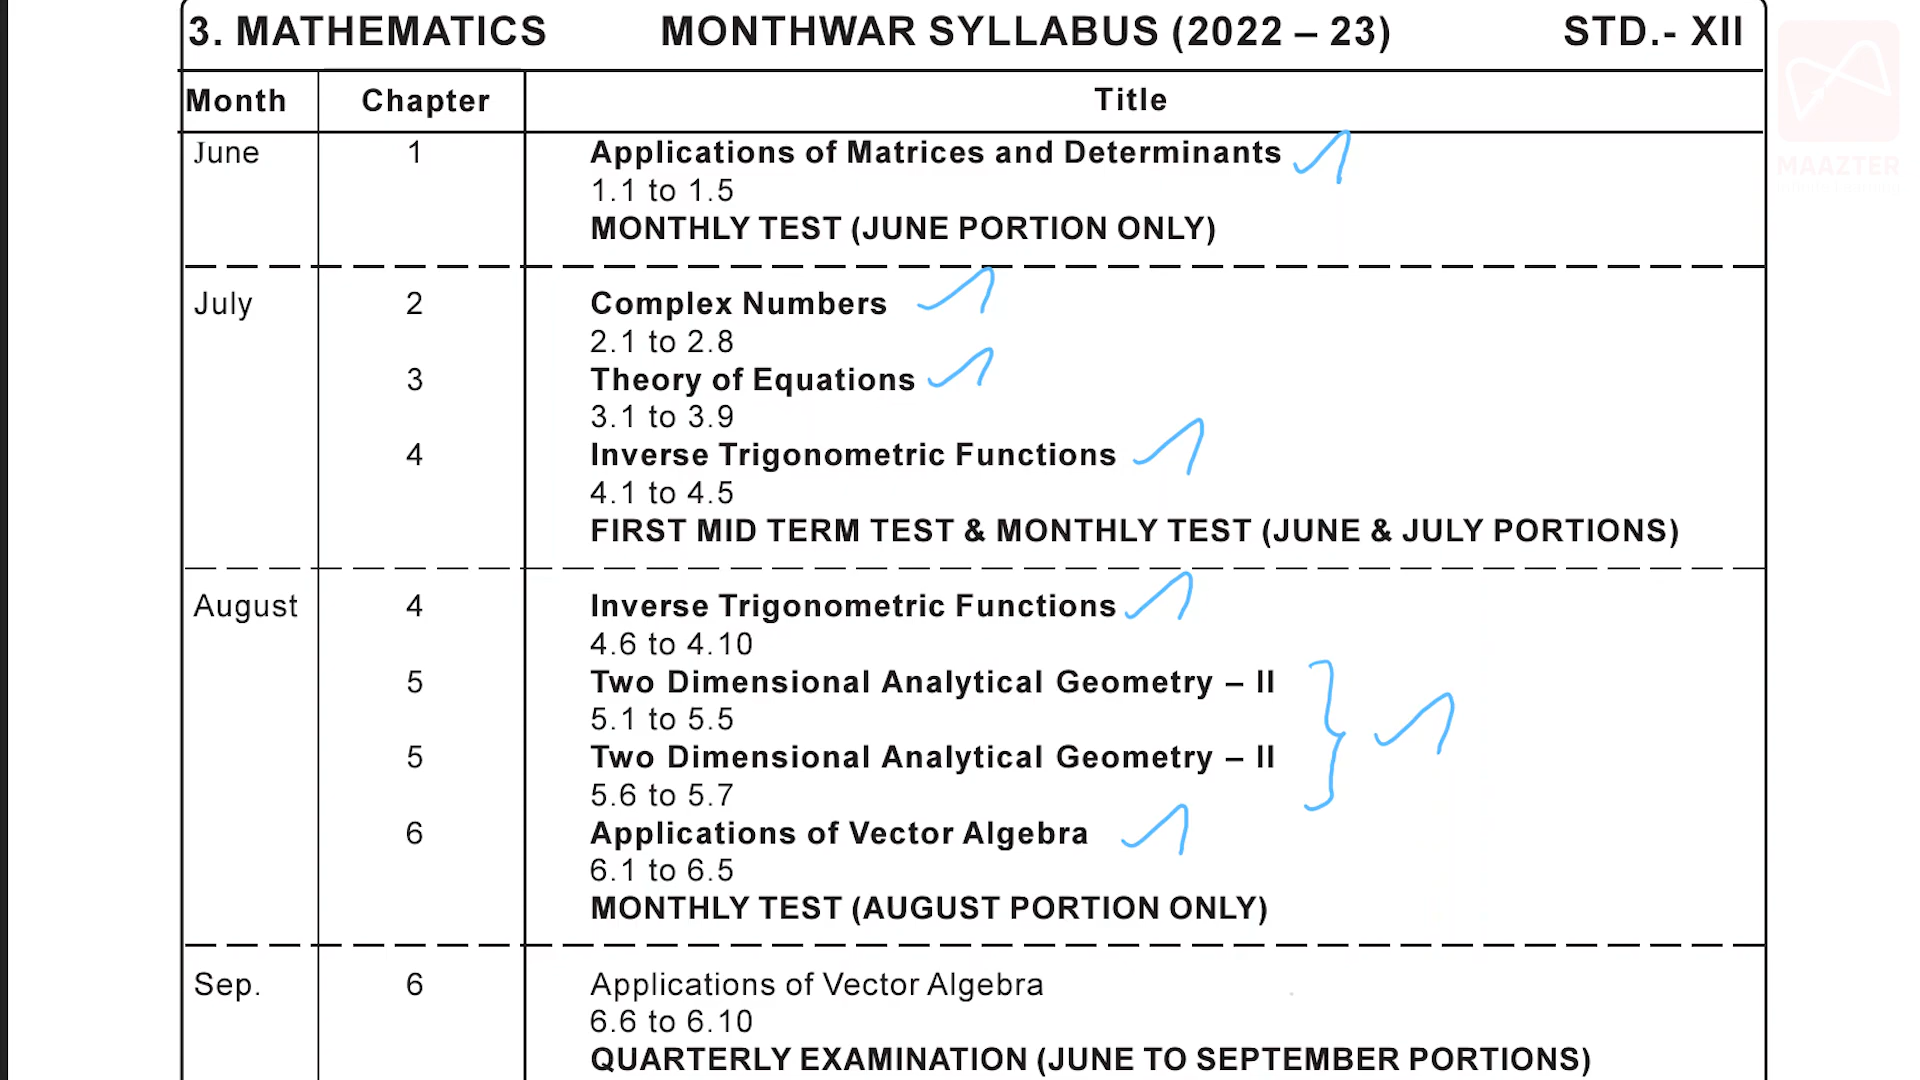 3. MATHEMATICS MONTHWAR SYLLABUS (2022 – 23) STD.- XII
Month Chapter Title
June 1 Applications of Matrices and Determinants
1.1 to 1.5
MONTHLY TEST (JUNE PORTION ONLY)
July 2 Complex Numbers
2.1 to 2.8
3 Theory of Equations
3.1 to 3.9
4 Inverse Trigonometric Functions
4.1 to 4.5
FIRST MID TERM TEST & MONTHLY TEST (JUNE & JULY PORTIONS)
August 4 Inverse Trigonometric Functions
4.6 to 4.10
5 Two Dimensional Analytical Geometry – II
5.1 to 5.5
5 Two Dimensional Analytical Geometry – II
5.6 to 5.7
6 Applications of Vector Algebra
6.1 to 6.5
MONTHLY TEST (AUGUST PORTION ONLY)
Sep. 6 Applications of Vector Algebra
6.6 to 6.10
QUARTERLY EXAMINATION (JUNE TO SEPTEMBER PORTIONS)
MAAZTER